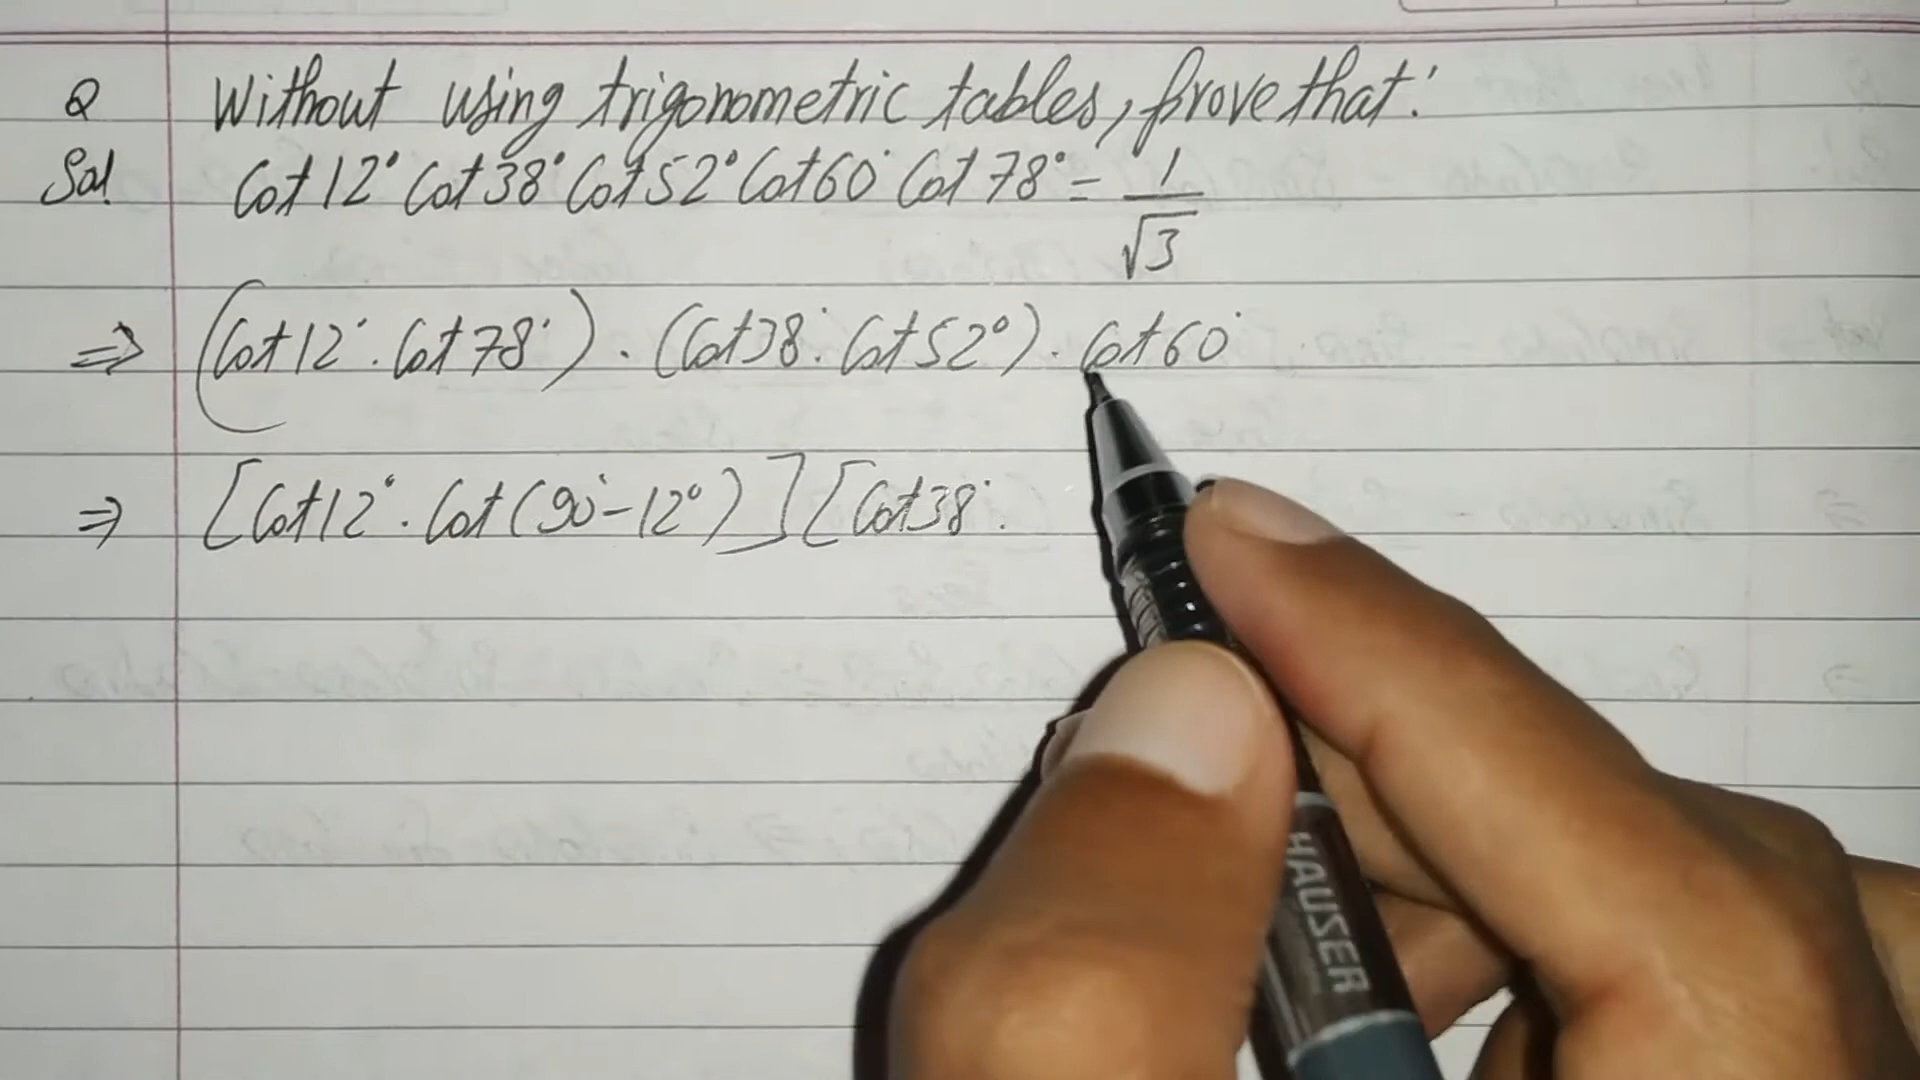 Q Without using trigonometric tables, prove that:
Sol Cot 12° Cot 38° Cot 52° Cot 60° Cot 78° = 1/√3
⇒ (Cot 12° . Cot 78°) . (Cot 38° . Cot 52°) . Cot 60°
⇒ [Cot 12° . Cot (90° - 12°)] [Cot 38° .
HAUSER